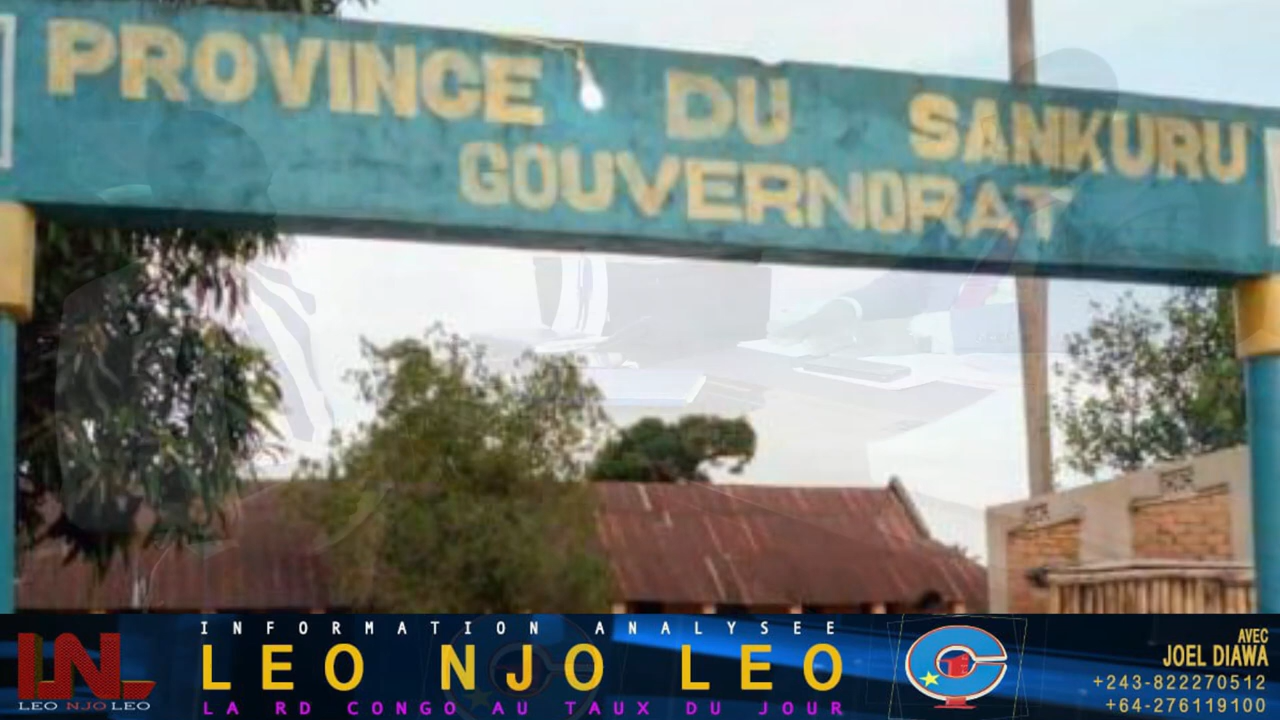 PROVINCE DU SANKURU
GOUVERNORAT
INFORMATION ANALYSEE
LEO NJO LEO
LA RD CONGO AU TAUX DU JOUR
LN
LEO NJO LEO
AVEC
JOEL DIAWA
+243-822270512
+64-276119100